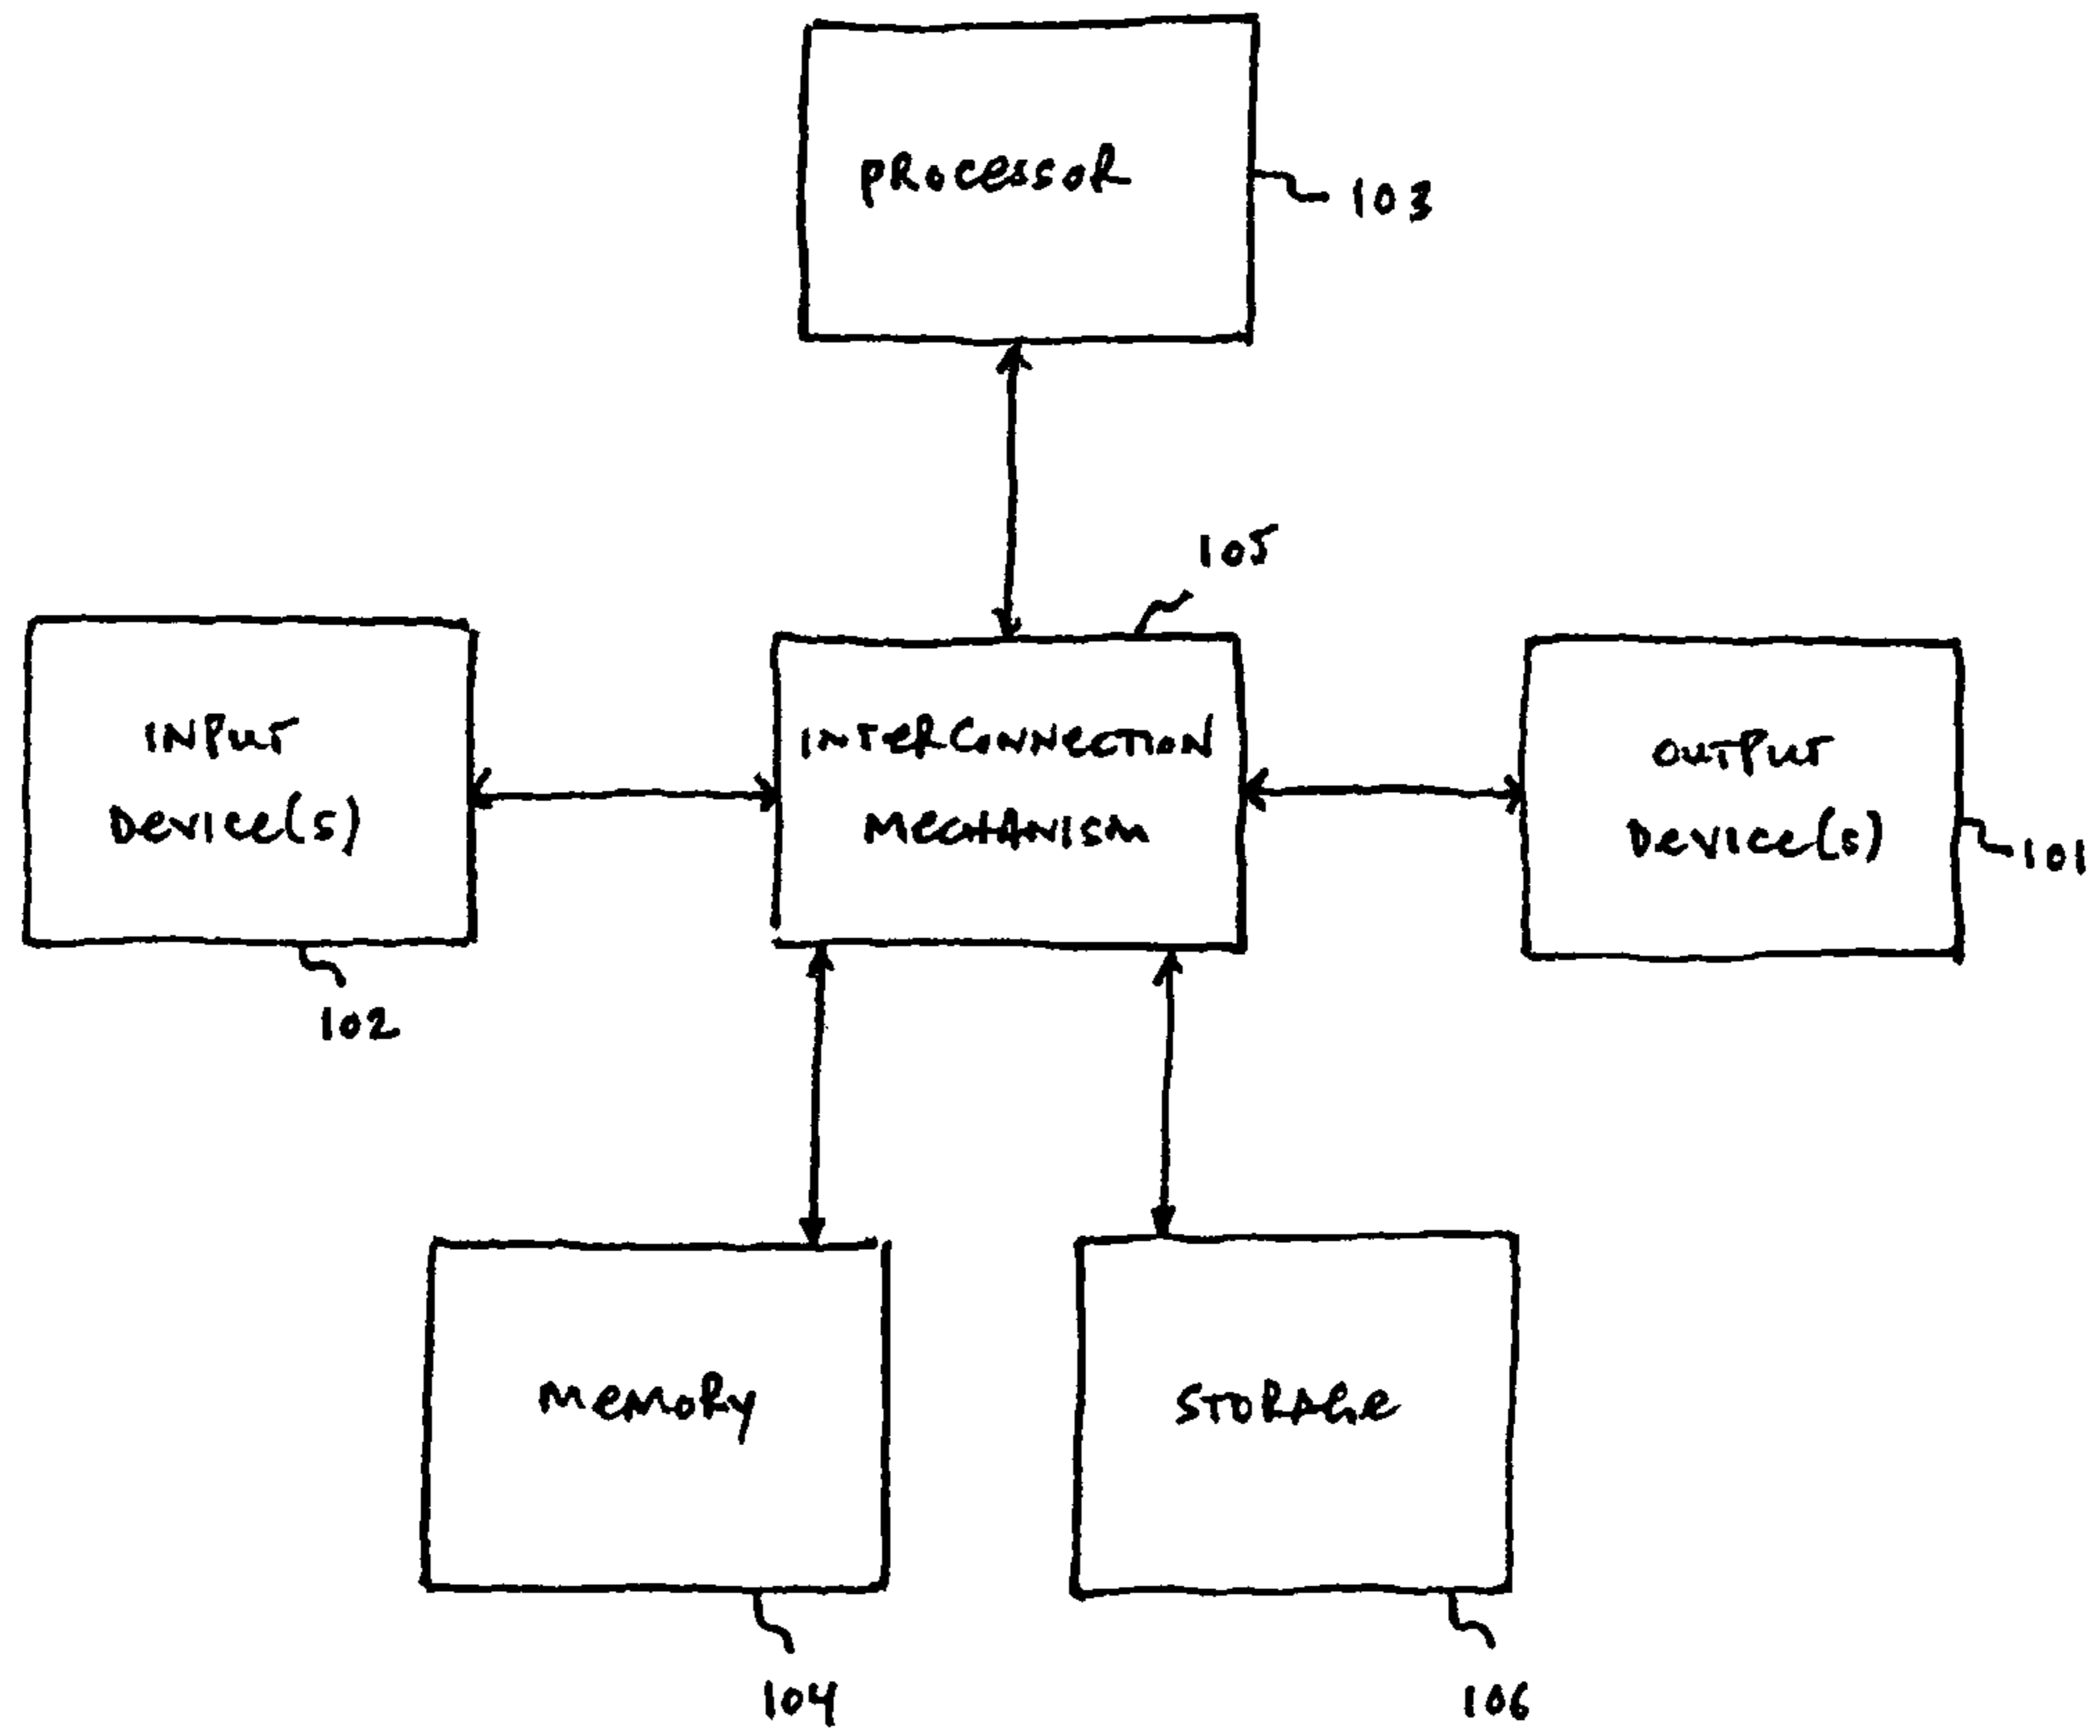 PROCESSOR
103
105
INPUT
DEVICE(S)
102
INTERCONNECTION
MECHANISM
OUTPUT
DEVICE(S)
101
MEMORY
104
STORAGE
106